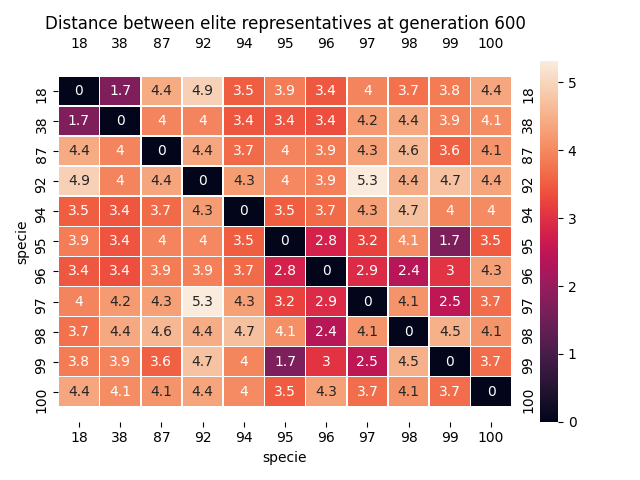 Distance between elite representatives at generation 600
18 38 87 92 94 95 96 97 98 99 100
18 0 1.7 4.4 4.9 3.5 3.9 3.4 4 3.7 3.8 4.4 18
38 1.7 0 4 4 3.4 3.4 3.4 4.2 4.4 3.9 4.1 38
87 4.4 4 0 4.4 3.7 4 3.9 4.3 4.6 3.6 4.1 87
92 4.9 4 4.4 0 4.3 4 3.9 5.3 4.4 4.7 4.4 92
94 3.5 3.4 3.7 4.3 0 3.5 3.7 4.3 4.7 4 4 94
95 3.9 3.4 4 4 3.5 0 2.8 3.2 4.1 1.7 3.5 95
96 3.4 3.4 3.9 3.9 3.7 2.8 0 2.9 2.4 3 4.3 96
97 4 4.2 4.3 5.3 4.3 3.2 2.9 0 4.1 2.5 3.7 97
98 3.7 4.4 4.6 4.4 4.7 4.1 2.4 4.1 0 4.5 4.1 98
99 3.8 3.9 3.6 4.7 4 1.7 3 2.5 4.5 0 3.7 99
100 4.4 4.1 4.1 4.4 4 3.5 4.3 3.7 4.1 3.7 0 100
18 38 87 92 94 95 96 97 98 99 100
specie
specie
5
4
3
2
1
0